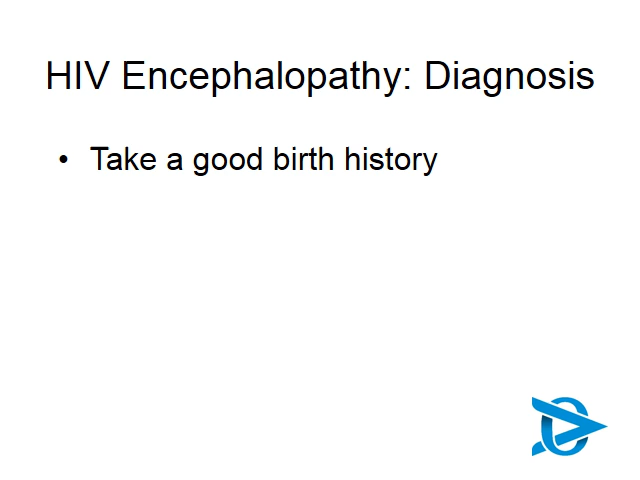 HIV Encephalopathy: Diagnosis
• Take a good birth history